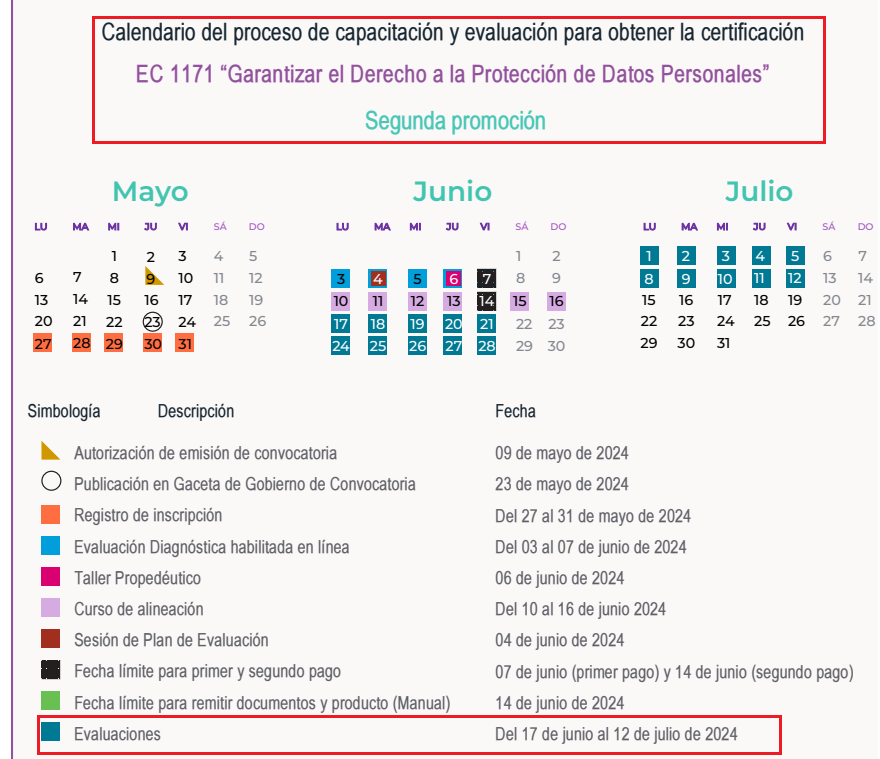 Calendario del proceso de capacitación y evaluación para obtener la certificación
EC 1171 “Garantizar el Derecho a la Protección de Datos Personales”
Segunda promoción
Mayo
LU MA MI JU VI SÁ DO
1 2 3 4 5
6 7 8 9 10 11 12
13 14 15 16 17 18 19
20 21 22 23 24 25 26
27 28 29 30 31
Junio
LU MA MI JU VI SÁ DO
1 2
3 4 5 6 7 8 9
10 11 12 13 14 15 16
17 18 19 20 21 22 23
24 25 26 27 28 29 30
Julio
LU MA MI JU VI SÁ DO
1 2 3 4 5 6 7
8 9 10 11 12 13 14
15 16 17 18 19 20 21
22 23 24 25 26 27 28
29 30 31
Simbología Descripción Fecha
Autorización de emisión de convocatoria 09 de mayo de 2024
Publicación en Gaceta de Gobierno de Convocatoria 23 de mayo de 2024
Registro de inscripción Del 27 al 31 de mayo de 2024
Evaluación Diagnóstica habilitada en línea Del 03 al 07 de junio de 2024
Taller Propedéutico 06 de junio de 2024
Curso de alineación Del 10 al 16 de junio 2024
Sesión de Plan de Evaluación 04 de junio de 2024
Fecha límite para primer y segundo pago 07 de junio (primer pago) y 14 de junio (segundo pago)
Fecha límite para remitir documentos y producto (Manual) 14 de junio de 2024
Evaluaciones Del 17 de junio al 12 de julio de 2024